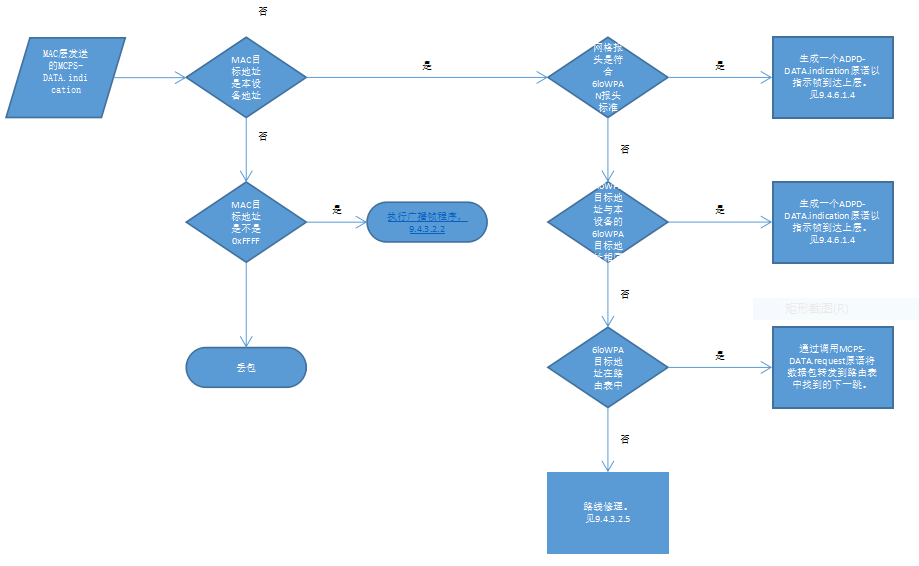 否
MAC层发送
的MCPS-
DATA.indi
cation
MAC目
标地址
是本设
备地址
是
网格报
头是符
合
6loWPA
N报头
标准
是
生成一个ADPD-
DATA.indication原语以
指示帧到达上层。
见9.4.6.1.4
否
否
MAC目
标地址
是不是
0xFFFF
是
执行广播帧程序。
9.4.3.2.2
目标地
址与本
设备的
6loWPA
目标地
是
生成一个ADPD-
DATA.indication原语以
指示帧到达上层。
见9.4.6.1.4
否
矩形截图(R)
丢包
6loWPA
目标地
址在路
由表中
是
通过调用MCPS-
DATA.request原语将
数据包转发到路由表
中找到的下一跳。
否
路线修理。
见9.4.3.2.5